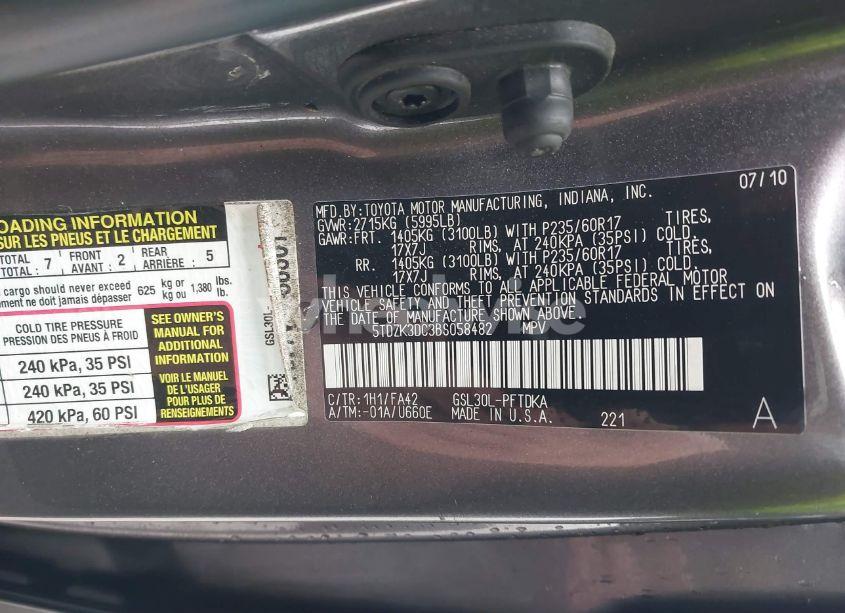 OADING INFORMATION
SUR LES PNEUS ET LE CHARGEMENT
TOTAL 7 FRONT 2 REAR 5
TOTAL : AVANT : ARRIÈRE :
cargo should never exceed 625 kg or 1,380 lbs.
ement ne doit jamais dépasser kg ou lb.
COLD TIRE PRESSURE
PRESSION DES PNEUS À FROID
240 kPa, 35 PSI
240 kPa, 35 PSI
420 kPa, 60 PSI
SEE OWNER'S
MANUAL FOR
ADDITIONAL
INFORMATION
VOIR LE MANUEL
DE L'USAGER
POUR PLUS DE
RENSEIGNEMENTS
GSL30L
07/10
MFD.BY:TOYOTA MOTOR MANUFACTURING, INDIANA, INC.
GVWR:2715KG (5995LB)
GAWR:FRT. 1405KG (3100LB) WITH P235/60R17 TIRES,
17X7J RIMS, AT 240KPA (35PSI) COLD.
RR. 1405KG (3100LB) WITH P235/60R17 TIRES,
17X7J RIMS, AT 240KPA (35PSI) COLD.
THIS VEHICLE CONFORMS TO ALL APPLICABLE FEDERAL MOTOR
VEHICLE SAFETY AND THEFT PREVENTION STANDARDS IN EFFECT ON
THE DATE OF MANUFACTURE SHOWN ABOVE.
5TDZK3DC3BS058482 MPV
C/TR:1H1/FA42 GSL30L-PFTDKA
A/TM:-01A/U660E MADE IN U.S.A. 221
A